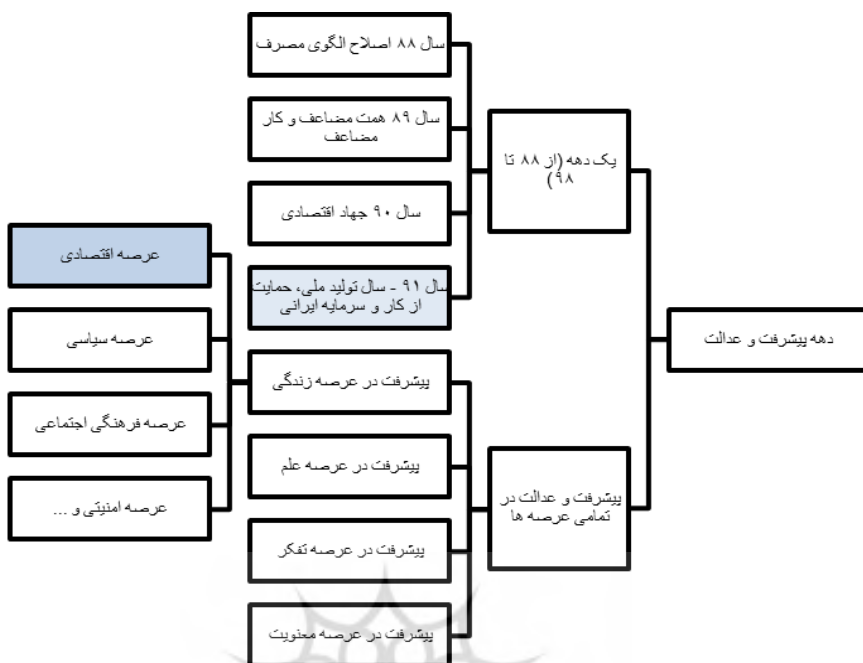 دهه پیشرفت و عدالت
یک دهه (از ۸۸ تا
۹۸)
سال ۸۸ اصلاح الگوی مصرف
سال ۸۹ همت مضاعف و کار
مضاعف
سال ۹۰ جهاد اقتصادی
سال ۹۱ - سال تولید ملی، حمایت
از کار و سرمایه ایرانی
پیشرفت و عدالت در
تمامی عرصه ها
پیشرفت در عرصه زندگی
پیشرفت در عرصه علم
پیشرفت در عرصه تفکر
پیشرفت در عرصه معنویت
عرصه اقتصادی
عرصه سیاسی
عرصه فرهنگی اجتماعی
عرصه امنیتی و ...